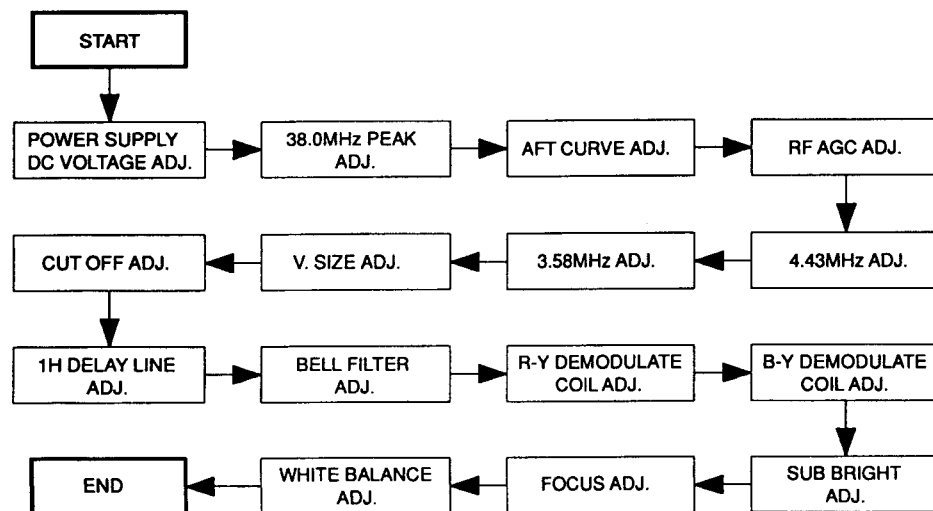 START
POWER SUPPLY
DC VOLTAGE ADJ.
38.0MHz PEAK
ADJ.
AFT CURVE ADJ.
RF AGC ADJ.
4.43MHz ADJ.
3.58MHz ADJ.
V. SIZE ADJ.
CUT OFF ADJ.
1H DELAY LINE
ADJ.
BELL FILTER
ADJ.
R-Y DEMODULATE
COIL ADJ.
B-Y DEMODULATE
COIL ADJ.
SUB BRIGHT
ADJ.
FOCUS ADJ.
WHITE BALANCE
ADJ.
END